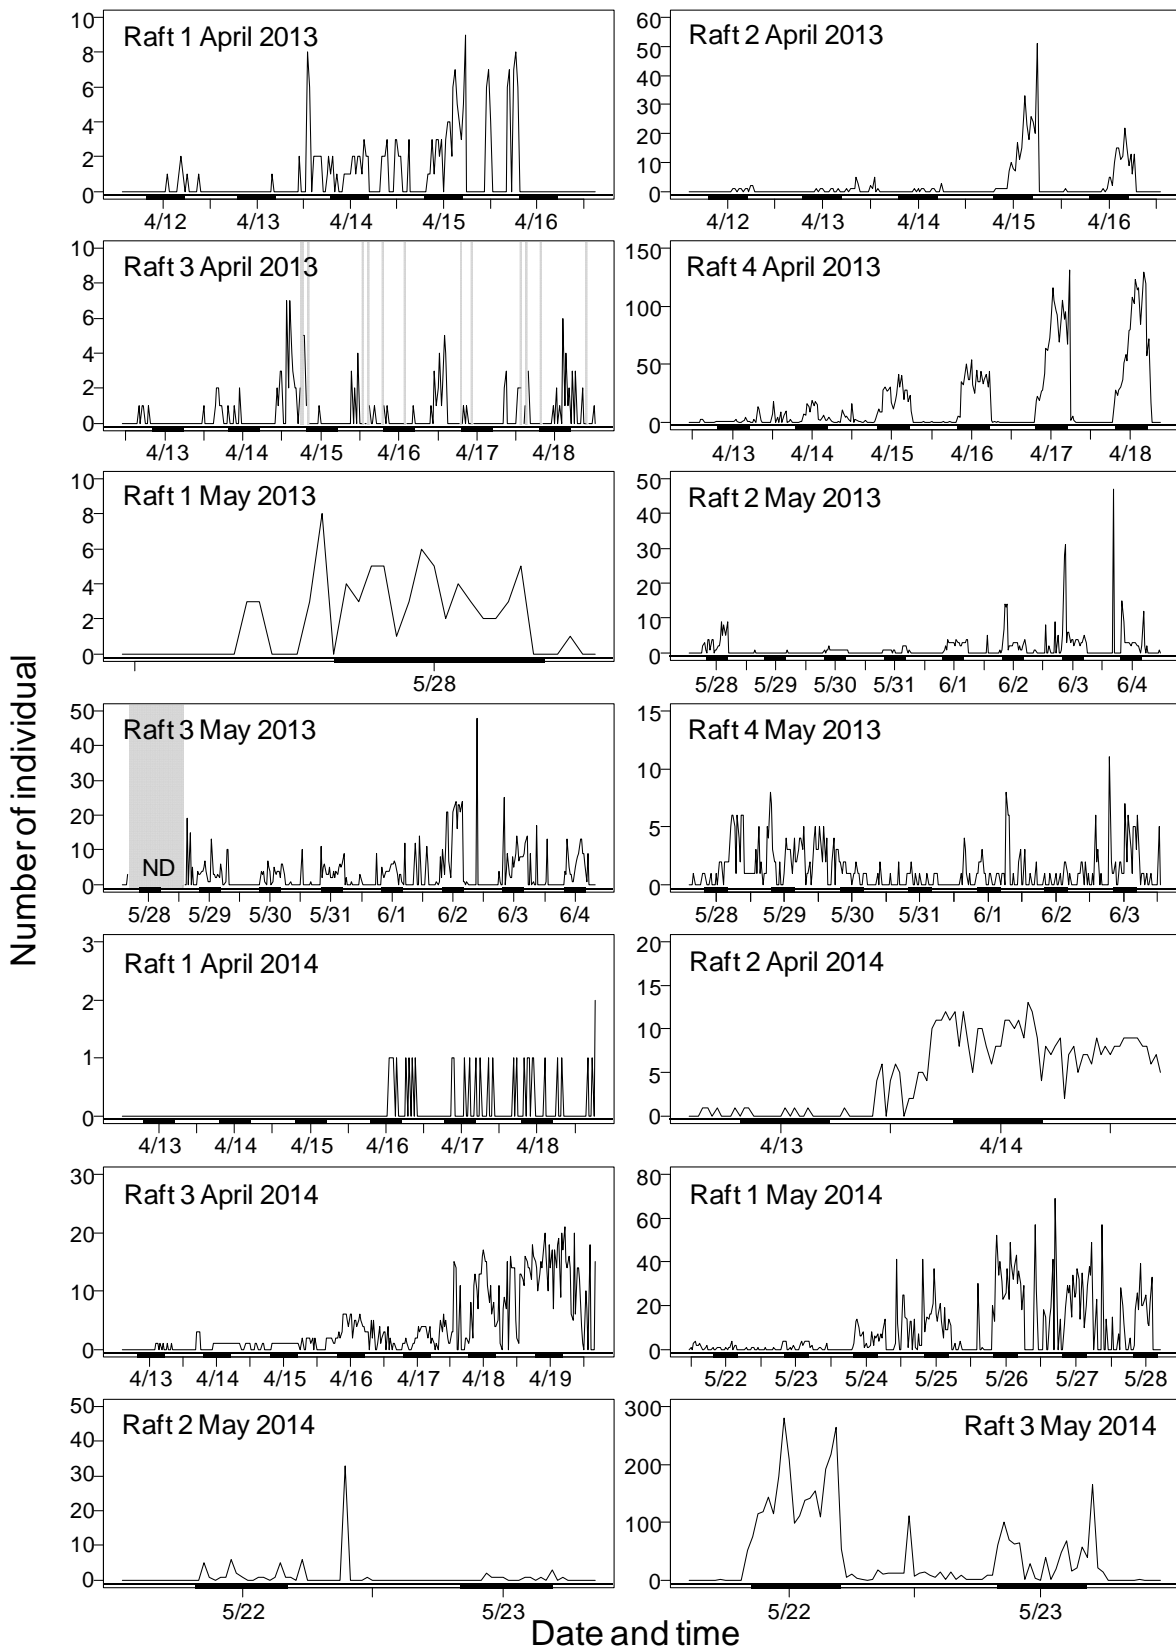 Number of individual
Raft 1 April 2013
10
8
6
4
2
0
4/12 4/13 4/14 4/15 4/16
Raft 2 April 2013
60
50
40
30
20
10
0
4/12 4/13 4/14 4/15 4/16
Raft 3 April 2013
10
8
6
4
2
0
4/13 4/14 4/15 4/16 4/17 4/18
Raft 4 April 2013
150
100
50
0
4/13 4/14 4/15 4/16 4/17 4/18
Raft 1 May 2013
10
8
6
4
2
0
5/28
Raft 2 May 2013
50
40
30
20
10
0
5/28 5/29 5/30 5/31 6/1 6/2 6/3 6/4
Raft 3 May 2013
50
40
30
20
10
0
ND
5/28 5/29 5/30 5/31 6/1 6/2 6/3 6/4
Raft 4 May 2013
15
10
5
0
5/28 5/29 5/30 5/31 6/1 6/2 6/3
Raft 1 April 2014
3
2
1
0
4/13 4/14 4/15 4/16 4/17 4/18
Raft 2 April 2014
20
15
10
5
0
4/13 4/14
Raft 3 April 2014
30
20
10
0
4/13 4/14 4/15 4/16 4/17 4/18 4/19
Raft 1 May 2014
80
60
40
20
0
5/22 5/23 5/24 5/25 5/26 5/27 5/28
Raft 2 May 2014
50
40
30
20
10
0
5/22 5/23
Raft 3 May 2014
300
200
100
0
5/22 5/23
Date and time